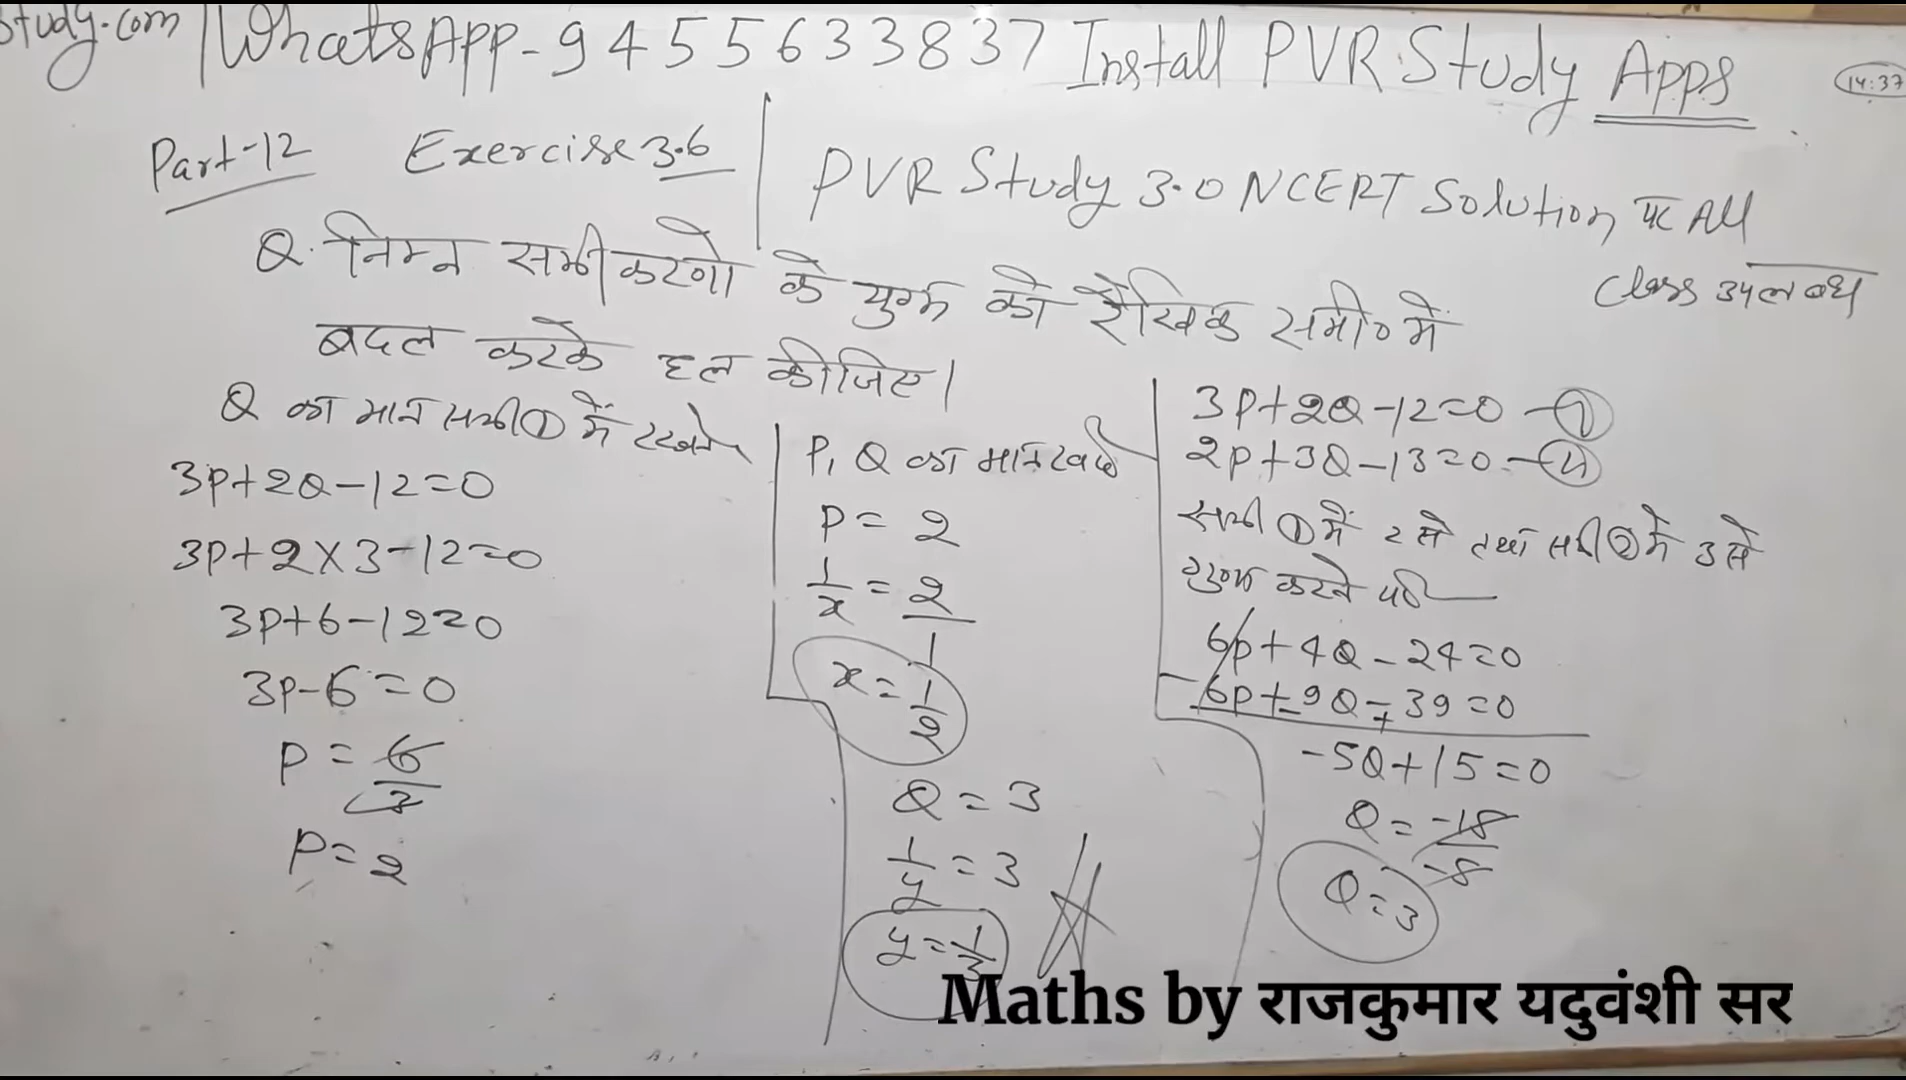 Study.com | WhatsApp-9455633837 Install PVR Study Apps
14:37
Part-12 Exercise 3.6
PVR Study 3.0 NCERT Solution पर All
Class उपलब्ध
Q. निम्न समीकरणो के युग्म को रैखिक समी० में
बदल करके हल कीजिए।
Q का मान समी① में रखने
3P+2Q-12=0
3P+2×3-12=0
3P+6-12=0
3P-6=0
P = 6/3
P=2
P, Q का मान
P = 2
1/x = 2/1
x = 1/2
Q = 3
1/y = 3
y = 1/3
3P+2Q-12=0 -①
2P+3Q-13=0 -②
समी ① में 2 से तथा समी ② में 3 से
गुणा करने पर
6P+4Q-24=0
6P+9Q-39=0
- - +
-5Q+15=0
Q = -15/-5
Q=3
Maths by राजकुमार यदुवंशी सर